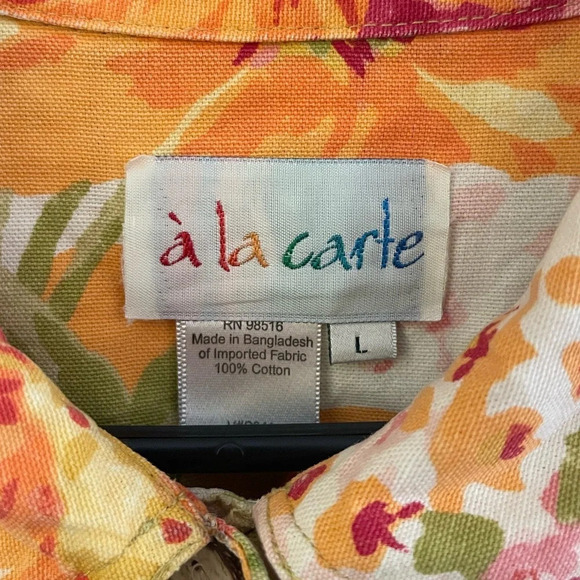 à la carte
RN 98516
Made in Bangladesh
of Imported Fabric
100% Cotton
L